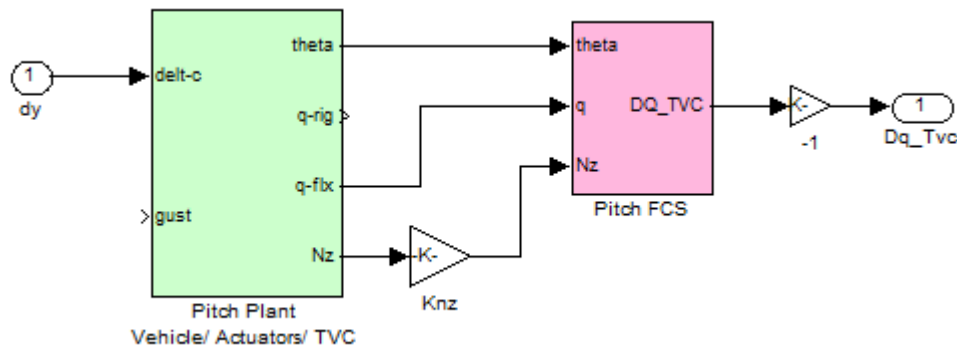 1
dy
delt-c
gust
theta
q-rig
q-flx
Nz
Pitch Plant
Vehicle/ Actuators/ TVC
-K-
Knz
theta
q
Nz
DQ_TVC
Pitch FCS
K-
-1
1
Dq_Tvc